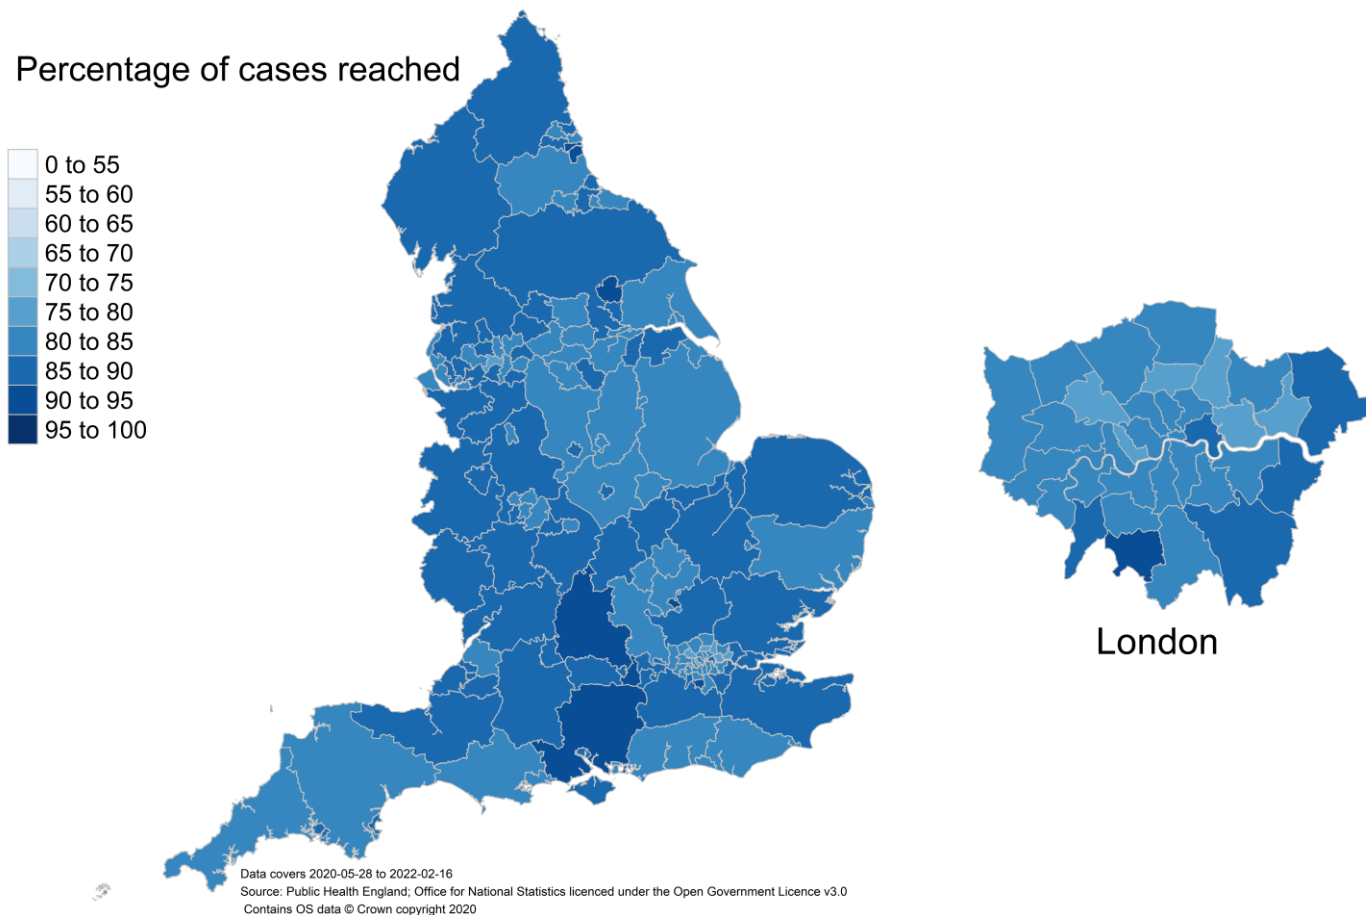 Percentage of cases reached
0 to 55
55 to 60
60 to 65
65 to 70
70 to 75
75 to 80
80 to 85
85 to 90
90 to 95
95 to 100
London
Data covers 2020-05-28 to 2022-02-16
Source: Public Health England; Office for National Statistics licenced under the Open Government Licence v3.0
Contains OS data © Crown copyright 2020